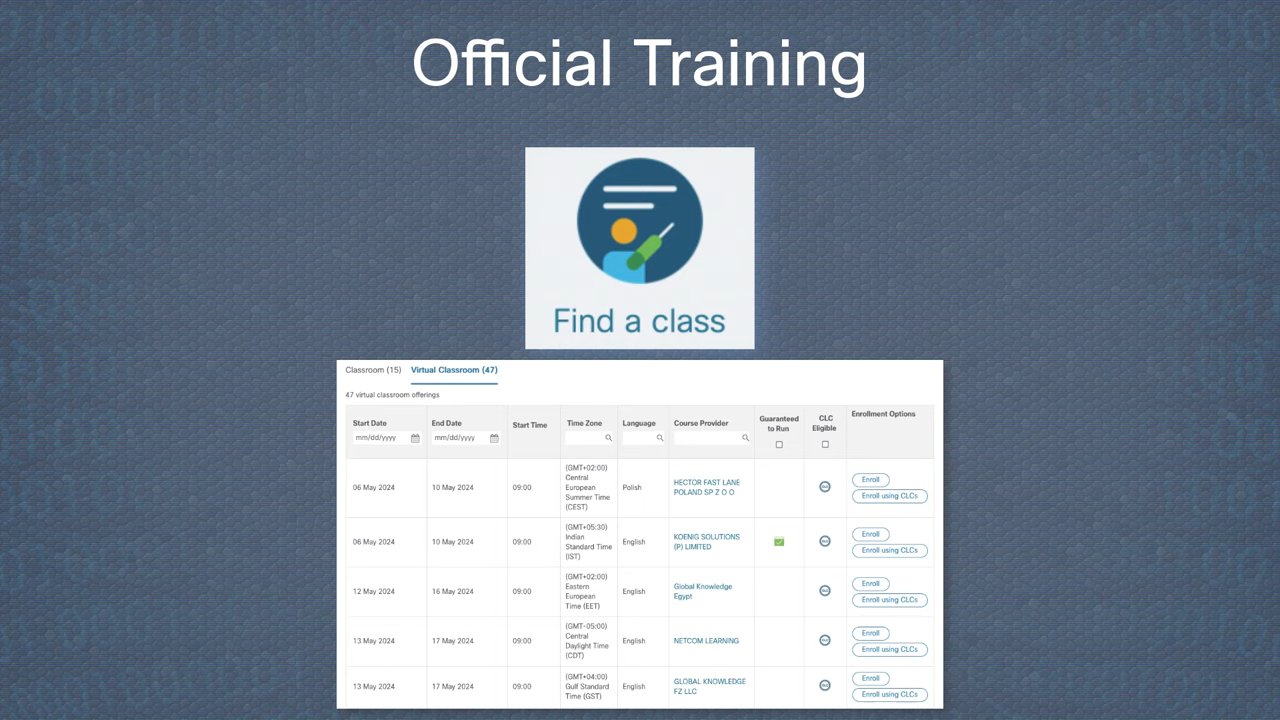 Official Training
Find a class
Classroom (15) Virtual Classroom (47)
47 virtual classroom offerings
Start Date End Date Start Time Time Zone Language Course Provider Guaranteed to Run CLC Eligible Enrollment Options
mm/dd/yyyy mm/dd/yyyy
06 May 2024 10 May 2024 09:00 (GMT+02:00) Central European Summer Time (CEST) Polish HECTOR FAST LANE POLAND SP Z O O Enroll Enroll using CLCs
06 May 2024 10 May 2024 09:00 (GMT+05:30) Indian Standard Time (IST) English KOENIG SOLUTIONS (P) LIMITED Enroll Enroll using CLCs
12 May 2024 16 May 2024 09:00 (GMT+02:00) Eastern European Time (EET) English Global Knowledge Egypt Enroll Enroll using CLCs
13 May 2024 17 May 2024 09:00 (GMT-05:00) Central Daylight Time (CDT) English NETCOM LEARNING Enroll Enroll using CLCs
13 May 2024 17 May 2024 09:00 (GMT+04:00) Gulf Standard Time (GST) English GLOBAL KNOWLEDGE FZ LLC Enroll Enroll using CLCs